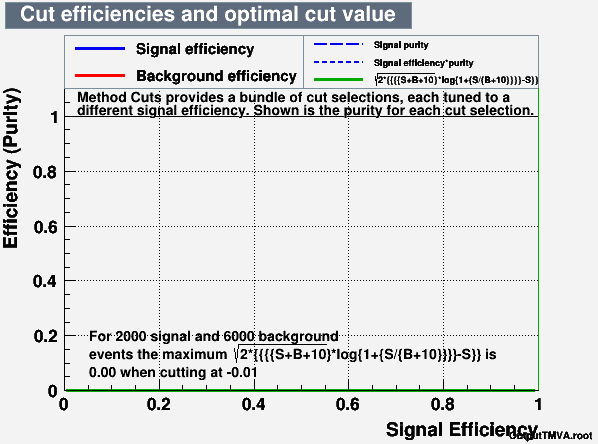 Cut efficiencies and optimal cut value
Signal efficiency
Background efficiency
Signal purity
Signal efficiency*purity
√2*{{{{S+B+10}*log{1+{S/{B+10}}}}-S}}
Method Cuts provides a bundle of cut selections, each tuned to a
different signal efficiency. Shown is the purity for each cut selection.
Efficiency (Purity)
1
0.8
0.6
0.4
0.2
0
For 2000 signal and 6000 background
events the maximum √2*{{{{S+B+10}*log{1+{S/{B+10}}}}-S}} is
0.00 when cutting at -0.01
0 0.2 0.4 0.6 0.8 1
Signal Efficiency
OutputTMVA.root